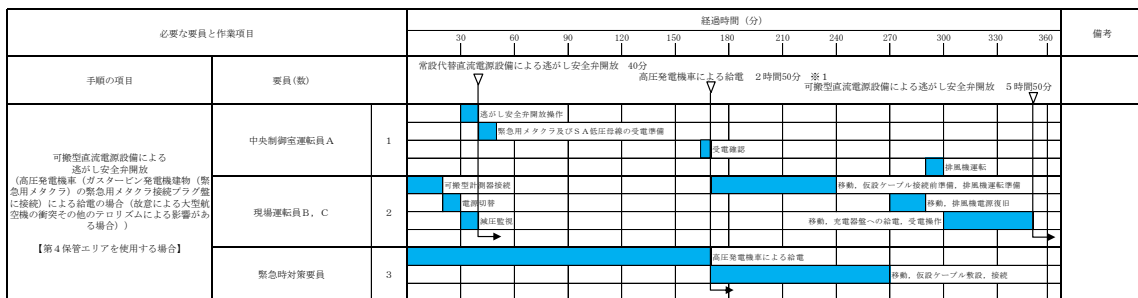 必要な要員と作業項目
経過時間（分）
備考
30 60 90 120 150 180 210 240 270 300 330 360
手順の項目
要員(数)
常設代替直流電源設備による逃がし安全弁開放 40分
高圧発電機車による給電 ２時間50分 ※１
可搬型直流電源設備による逃がし安全弁開放 ５時間50分
可搬型直流電源設備による
逃がし安全弁開放
（高圧発電機車（ガスタービン発電機建物（緊
急用メタクラ）の緊急用メタクラ接続プラグ盤
に接続）による給電の場合（故意による大型航
空機の衝突その他のテロリズムによる影響があ
る場合））
【第４保管エリアを使用する場合】
中央制御室運転員Ａ
1
逃がし安全弁開放操作
緊急用メタクラ及びＳＡ低圧母線の受電準備
受電確認
排風機運転
現場運転員Ｂ，Ｃ
2
可搬型計測器接続
移動，仮設ケーブル接続前準備，排風機運転準備
電源切替
移動，排風機電源復旧
減圧監視
移動，充電器盤への給電，受電操作
緊急時対策要員
3
高圧発電機車による給電
移動，仮設ケーブル敷設，接続